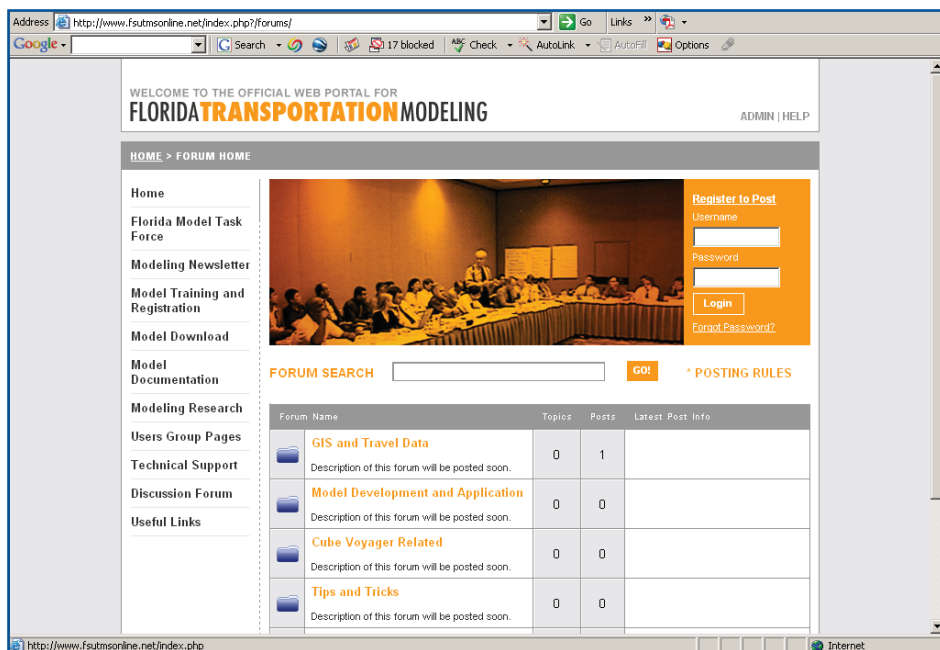 Address http://www.fsutmsonline.net/index.php?/forums/ Go Links »
Google Search 17 blocked Check AutoLink AutoFill Options
WELCOME TO THE OFFICIAL WEB PORTAL FOR
FLORIDATRANSPORTATIONMODELING
ADMIN | HELP
HOME > FORUM HOME
Home
Florida Model Task
Force
Modeling Newsletter
Model Training and
Registration
Model Download
Model
Documentation
Modeling Research
Users Group Pages
Technical Support
Discussion Forum
Useful Links
Register to Post
Username
Password
Login
Forgot Password?
FORUM SEARCH GO! * POSTING RULES
Forum Name Topics Posts Latest Post Info
GIS and Travel Data
Description of this forum will be posted soon.
0 1
Model Development and Application
Description of this forum will be posted soon.
0 0
Cube Voyager Related
Description of this forum will be posted soon.
0 0
Tips and Tricks
Description of this forum will be posted soon.
0 0
http://www.fsutmsonline.net/index.php Internet